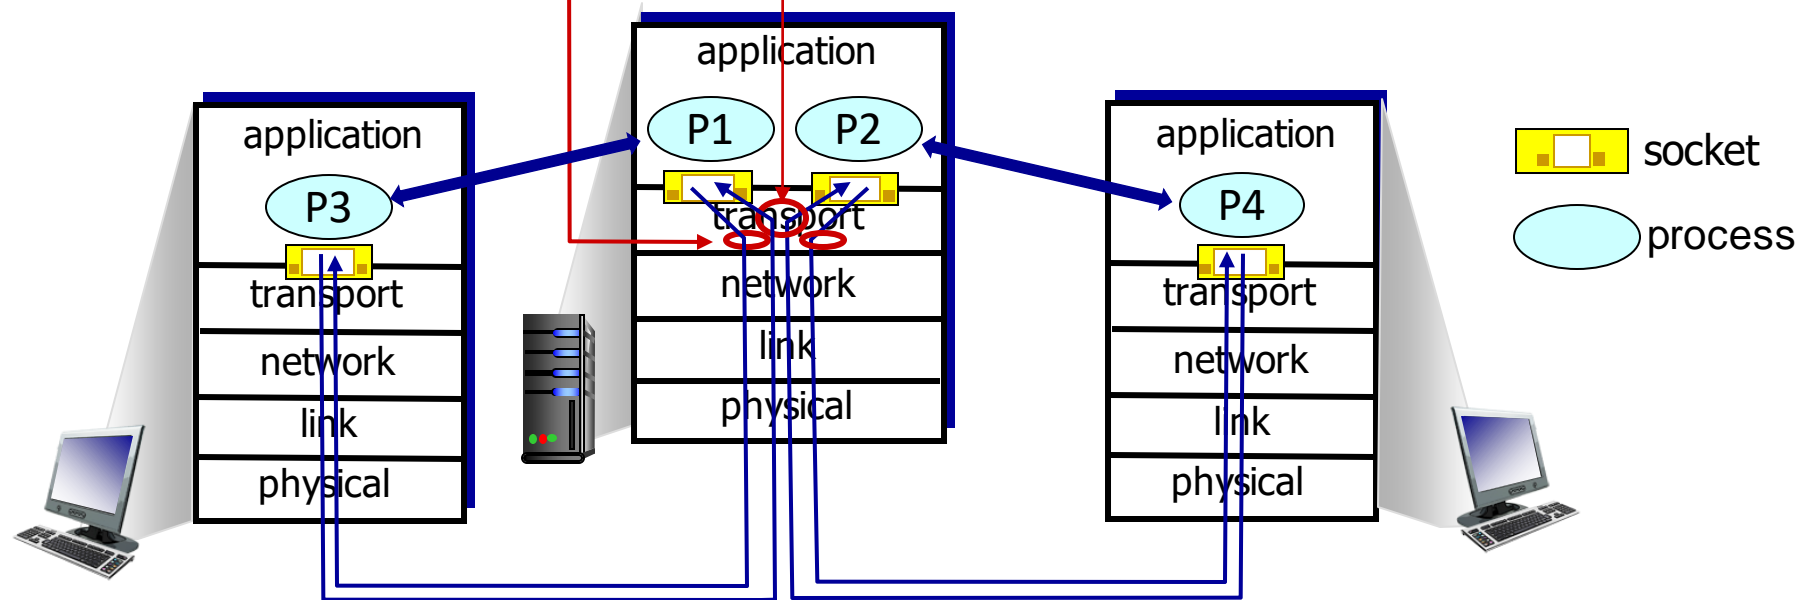 application
P3
transport
network
link
physical
application
P1
P2
transport
network
link
physical
application
P4
transport
network
link
physical
socket
process